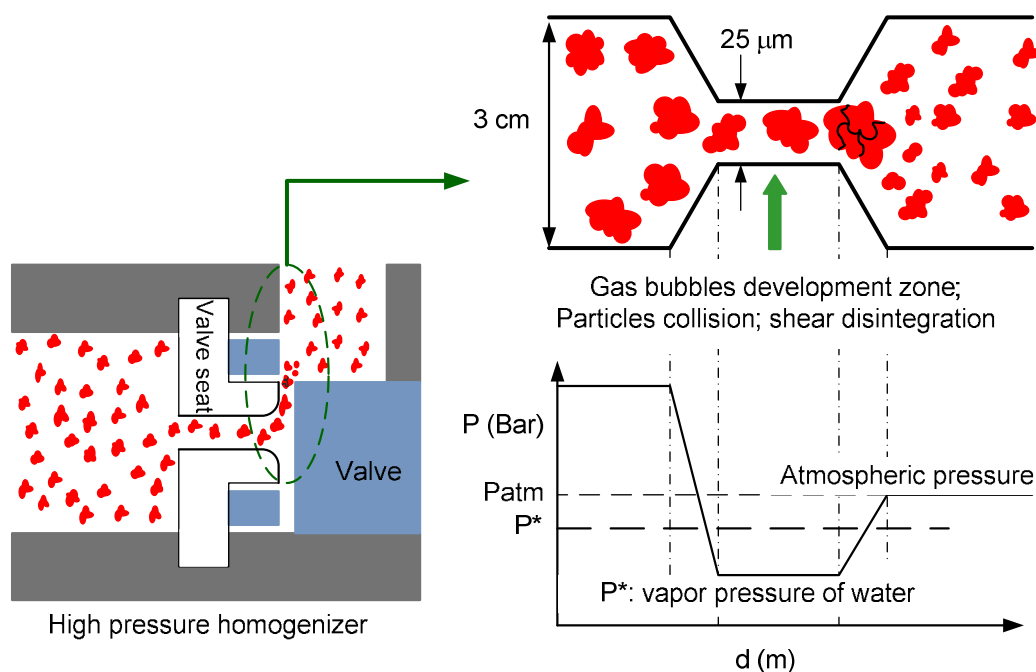 25 μm
3 cm
Gas bubbles development zone;
Particles collision; shear disintegration
Valve seat
Valve
High pressure homogenizer
P (Bar)
Patm
Atmospheric pressure
P*
P*: vapor pressure of water
d (m)